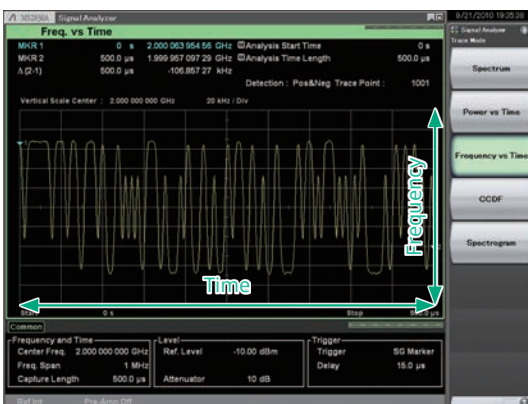 MS2690A Signal Analyzer
9/21/2010 19:35:28
Freq. vs Time
MKR 1 0 s 2.000 063 954 56 GHz Analysis Start Time 0 s
MKR 2 500.0 µs 1.999 957 097 29 GHz Analysis Time Length 500.0 µs
Δ(2-1) 500.0 µs -106.857 27 kHz
Detection : Pos&Neg Trace Point : 1001
Vertical Scale Center : 2.000 000 000 GHz 20 kHz / Div
Frequency
Time
Start 0 s Stop 500.0 µs
Common
Frequency and Time
Center Freq. 2.000 000 000 GHz
Freq. Span 1 MHz
Capture Length 500.0 µs
Level
Ref. Level -10.00 dBm
Attenuator 10 dB
Trigger
Trigger SG Marker
Delay 15.0 µs
Ref.Int Pre-Amp Off
Signal Analyzer
Trace Mode
Spectrum
Power vs Time
Frequency vs Time
CCDF
Spectrogram